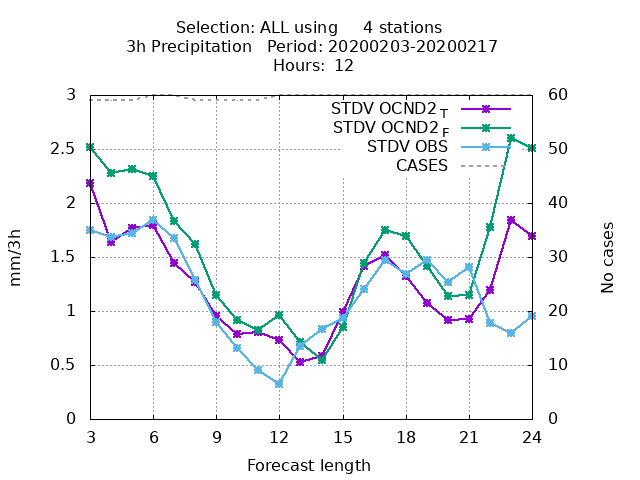 Selection: ALL using     4 stations
3h Precipitation   Period: 20200203-20200217
Hours: 12
STDV OCND2 T
STDV OCND2 F
STDV OBS
CASES
3
2.5
2
1.5
1
0.5
0
60
50
40
30
20
10
0
mm/3h
No cases
3 6 9 12 15 18 21 24
Forecast length